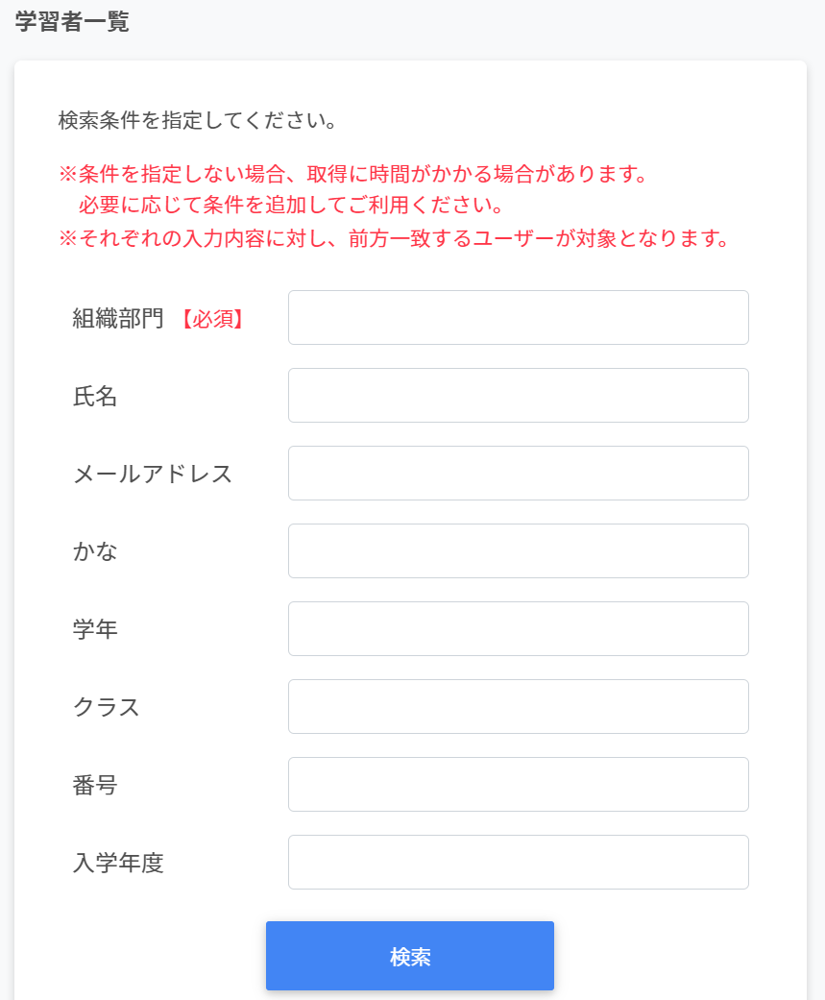 学習者一覧
検索条件を指定してください。
※条件を指定しない場合、取得に時間がかかる場合があります。
必要に応じて条件を追加してご利用ください。
※それぞれの入力内容に対し、前方一致するユーザーが対象となります。
組織部門 【必須】
氏名
メールアドレス
かな
学年
クラス
番号
入学年度
検索